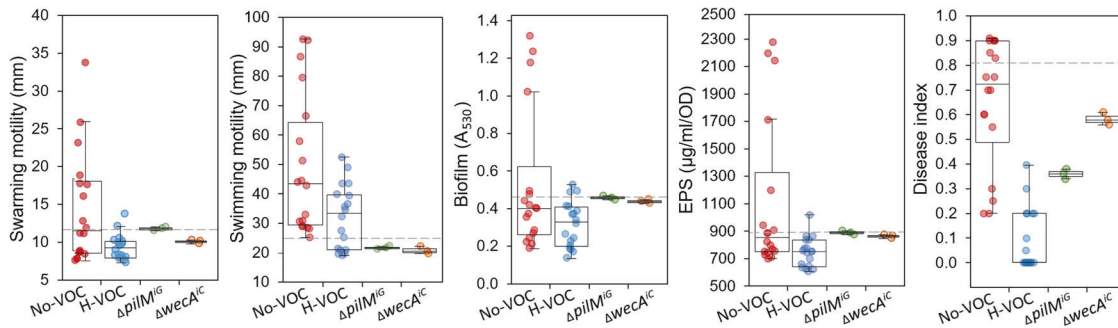 Swarming motility (mm)
40
35
30
25
20
15
10
5
No-VOC
H-VOC
ΔpilMⁱᴳ
ΔwecAⁱᶜ
Swimming motility (mm)
100
90
80
70
60
50
40
30
20
10
No-VOC
H-VOC
ΔpilMⁱᴳ
ΔwecAⁱᶜ
Biofilm (A₅₃₀)
1.4
1.2
1.0
0.8
0.6
0.4
0.2
0.0
No-VOC
H-VOC
ΔpilMⁱᴳ
ΔwecAⁱᶜ
EPS (µg/ml/OD)
2500
2300
2100
1900
1700
1500
1300
1100
900
700
500
No-VOC
H-VOC
ΔpilMⁱᴳ
ΔwecAⁱᶜ
Disease index
1.0
0.9
0.8
0.7
0.6
0.5
0.4
0.3
0.2
0.1
0.0
No-VOC
H-VOC
ΔpilMⁱᴳ
ΔwecAⁱᶜ